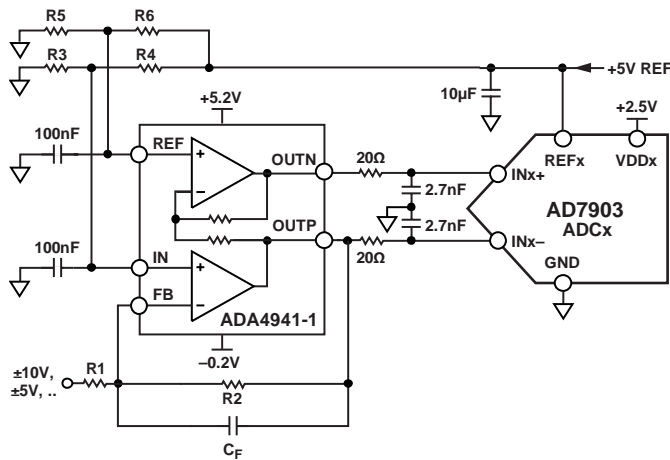 R5
R6
R3
R4
+5V REF
10µF
+5.2V
+2.5V
100nF
REF
OUTN
20Ω
REFx
VDDx
INx+
2.7nF
OUTP
2.7nF
AD7903
ADCx
100nF
IN
20Ω
INx–
FB
GND
ADA4941-1
±10V,
±5V, ..
R1
–0.2V
R2
CF